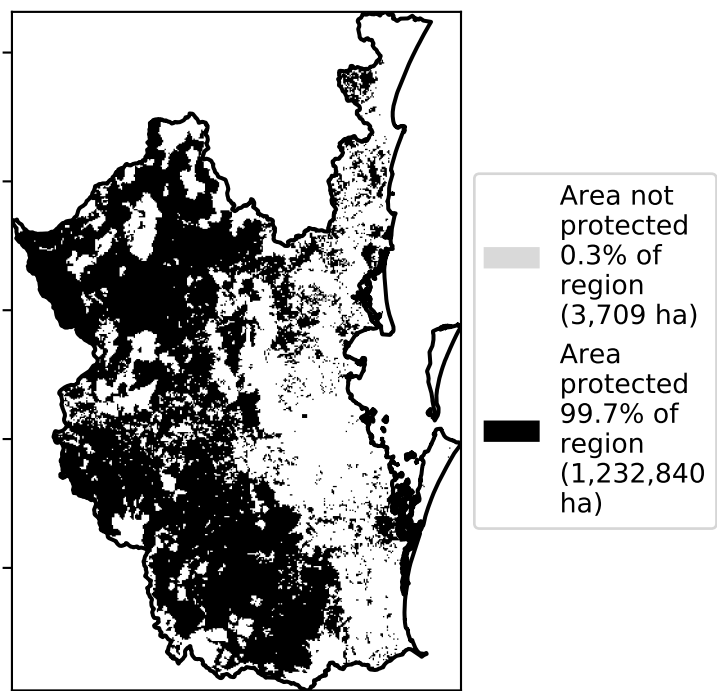 Area not
protected
0.3% of
region
(3,709 ha)
Area
protected
99.7% of
region
(1,232,840
ha)